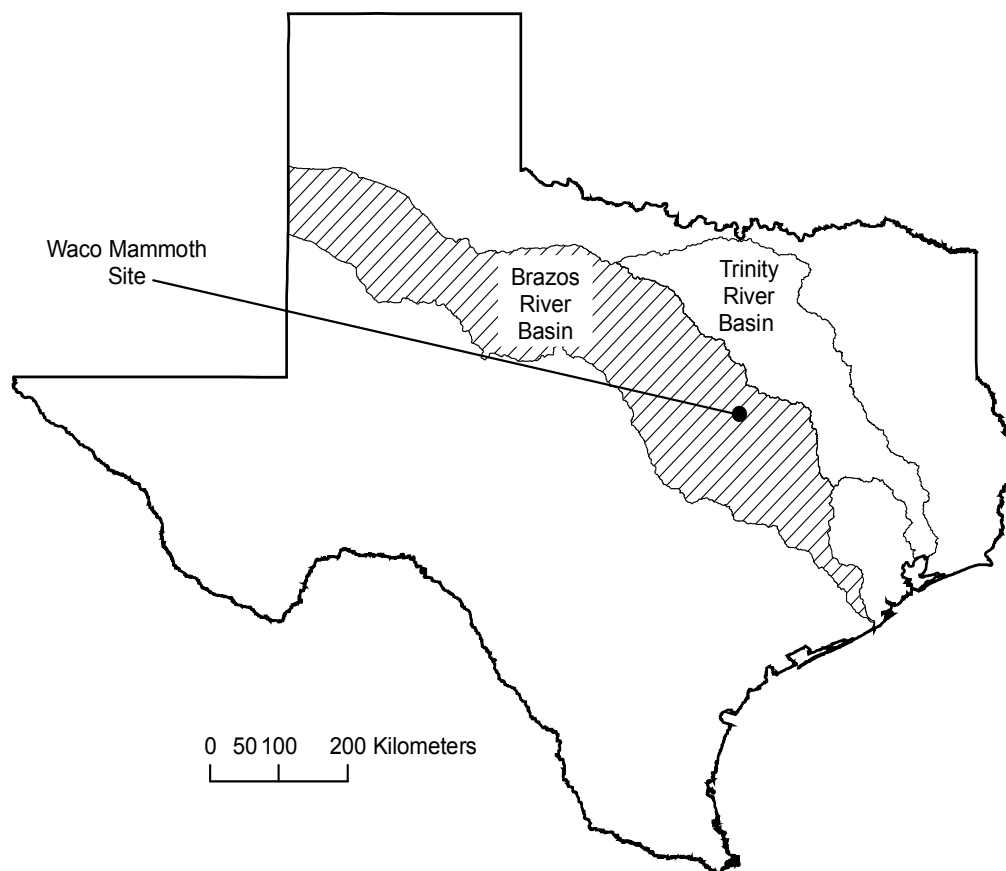 Waco Mammoth
Site
Brazos
River
Basin
Trinity
River
Basin
0 50 100 200 Kilometers